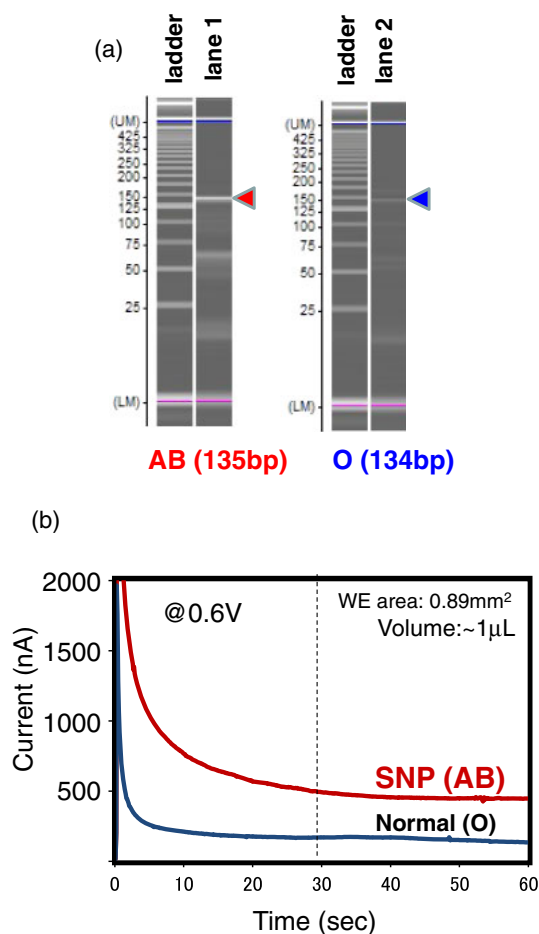 (a)
ladder
lane 1
ladder
lane 2
(UM)
425
325
250
200
150
125
100
75
50
25
(LM)
(UM)
425
325
250
200
150
125
100
75
50
25
(LM)
AB (135bp)
O (134bp)
(b)
2000
1500
1000
500
Current (nA)
@0.6V
WE area: 0.89mm²
Volume:~1μL
SNP (AB)
Normal (O)
0 10 20 30 40 50 60
Time (sec)